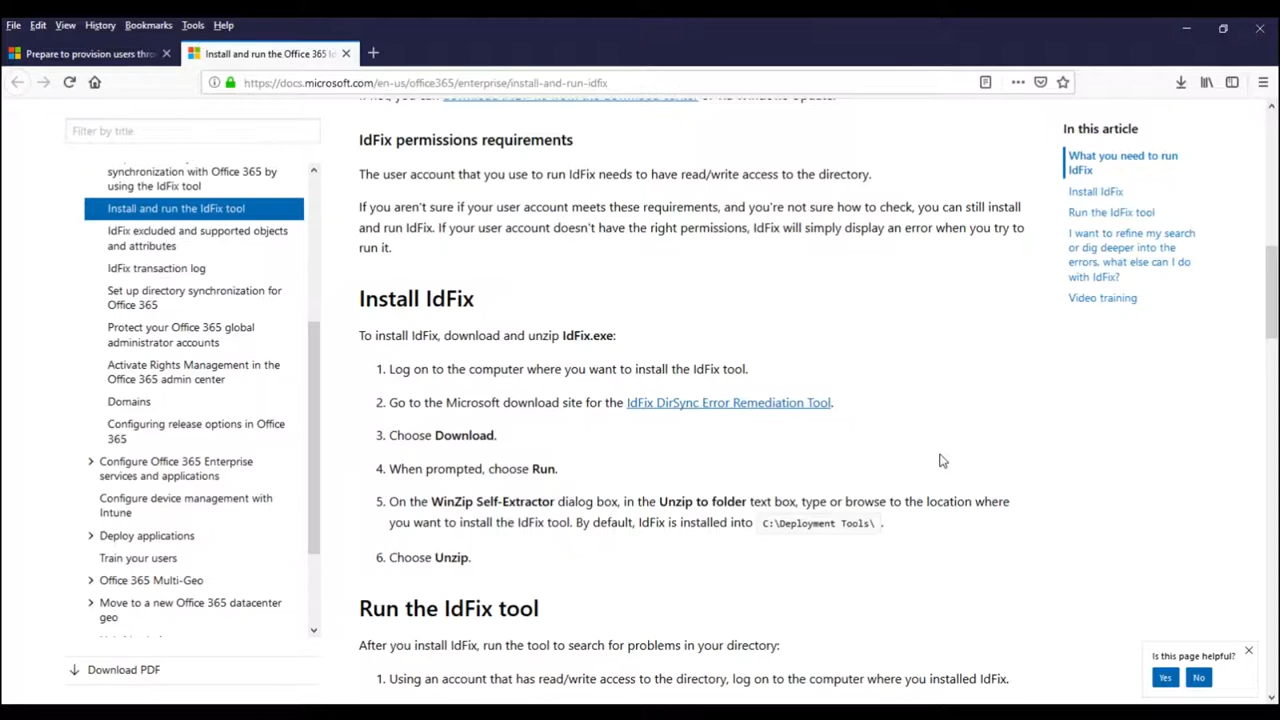 File Edit View History Bookmarks Tools Help
Prepare to provision users thro
Install and run the Office 365 Id
https://docs.microsoft.com/en-us/office365/enterprise/install-and-run-idfix
Filter by title
synchronization with Office 365 by
using the IdFix tool
Install and run the IdFix tool
IdFix excluded and supported objects
and attributes
IdFix transaction log
Set up directory synchronization for
Office 365
Protect your Office 365 global
administrator accounts
Activate Rights Management in the
Office 365 admin center
Domains
Configuring release options in Office
365
Configure Office 365 Enterprise
services and applications
Configure device management with
Intune
Deploy applications
Train your users
Office 365 Multi-Geo
Move to a new Office 365 datacenter
geo
Download PDF
IdFix permissions requirements
The user account that you use to run IdFix needs to have read/write access to the directory.
If you aren't sure if your user account meets these requirements, and you're not sure how to check, you can still install
and run IdFix. If your user account doesn't have the right permissions, IdFix will simply display an error when you try to
run it.
Install IdFix
To install IdFix, download and unzip IdFix.exe:
1. Log on to the computer where you want to install the IdFix tool.
2. Go to the Microsoft download site for the IdFix DirSync Error Remediation Tool.
3. Choose Download.
4. When prompted, choose Run.
5. On the WinZip Self-Extractor dialog box, in the Unzip to folder text box, type or browse to the location where
you want to install the IdFix tool. By default, IdFix is installed into C:\Deployment Tools\ .
6. Choose Unzip.
Run the IdFix tool
After you install IdFix, run the tool to search for problems in your directory:
1. Using an account that has read/write access to the directory, log on to the computer where you installed IdFix.
In this article
What you need to run
IdFix
Install IdFix
Run the IdFix tool
I want to refine my search
or dig deeper into the
errors, what else can I do
with IdFix?
Video training
Is this page helpful?
Yes No